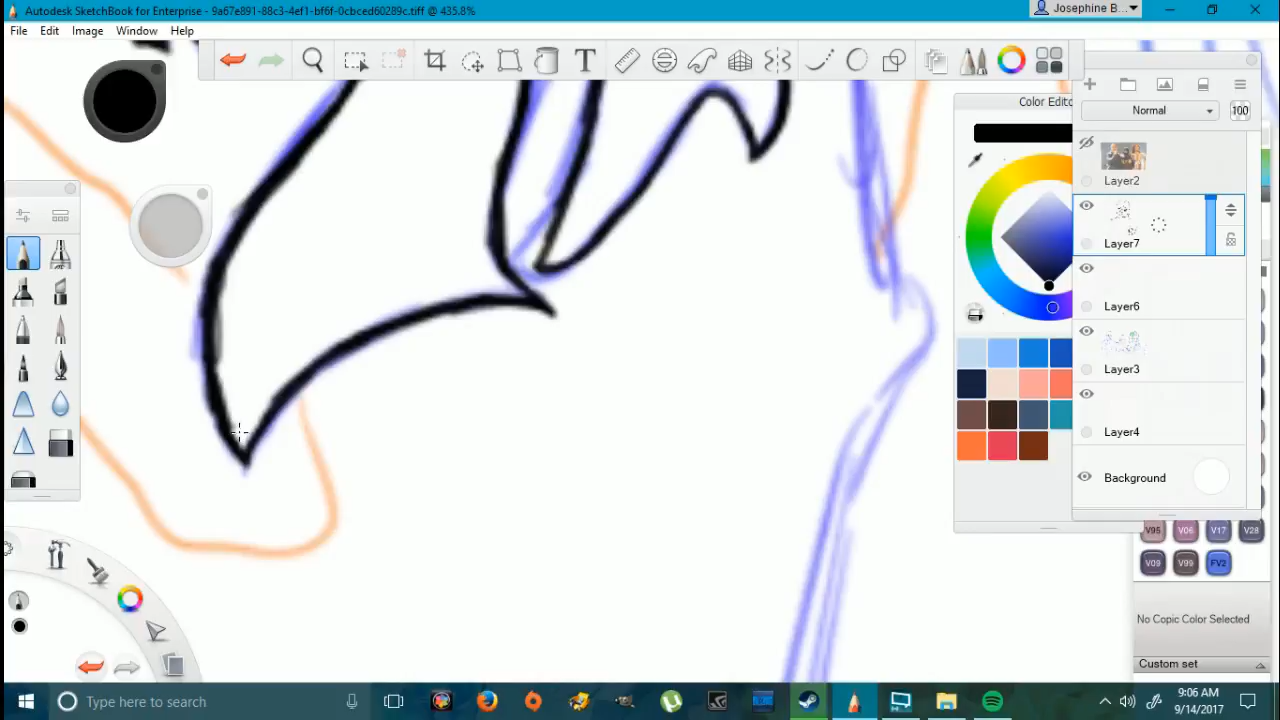 Autodesk SketchBook for Enterprise - 9a67e891-88c3-4ef1-bf6f-0cbced60289c.tiff @ 435.8%
Josephine B...
File Edit Image Window Help
T
Color Edito
Normal
100
Layer2
Layer7
Layer6
Layer3
Layer4
Background
V95 V06 V17 V28
V09 V99 FV2
No Copic Color Selected
Custom set
Type here to search
9:06 AM
9/14/2017